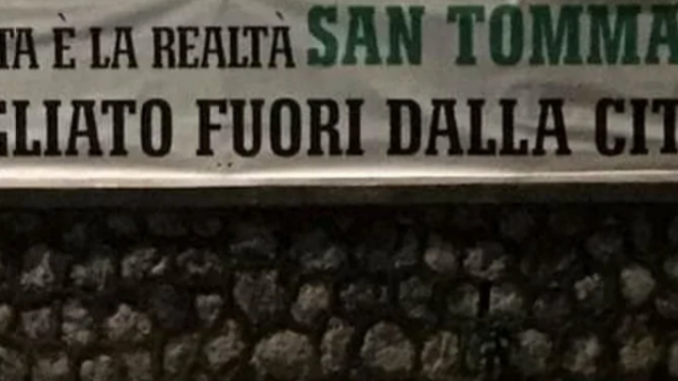 TA È LA REALTÀ SAN TOMMA
GLIATO FUORI DALLA CIT